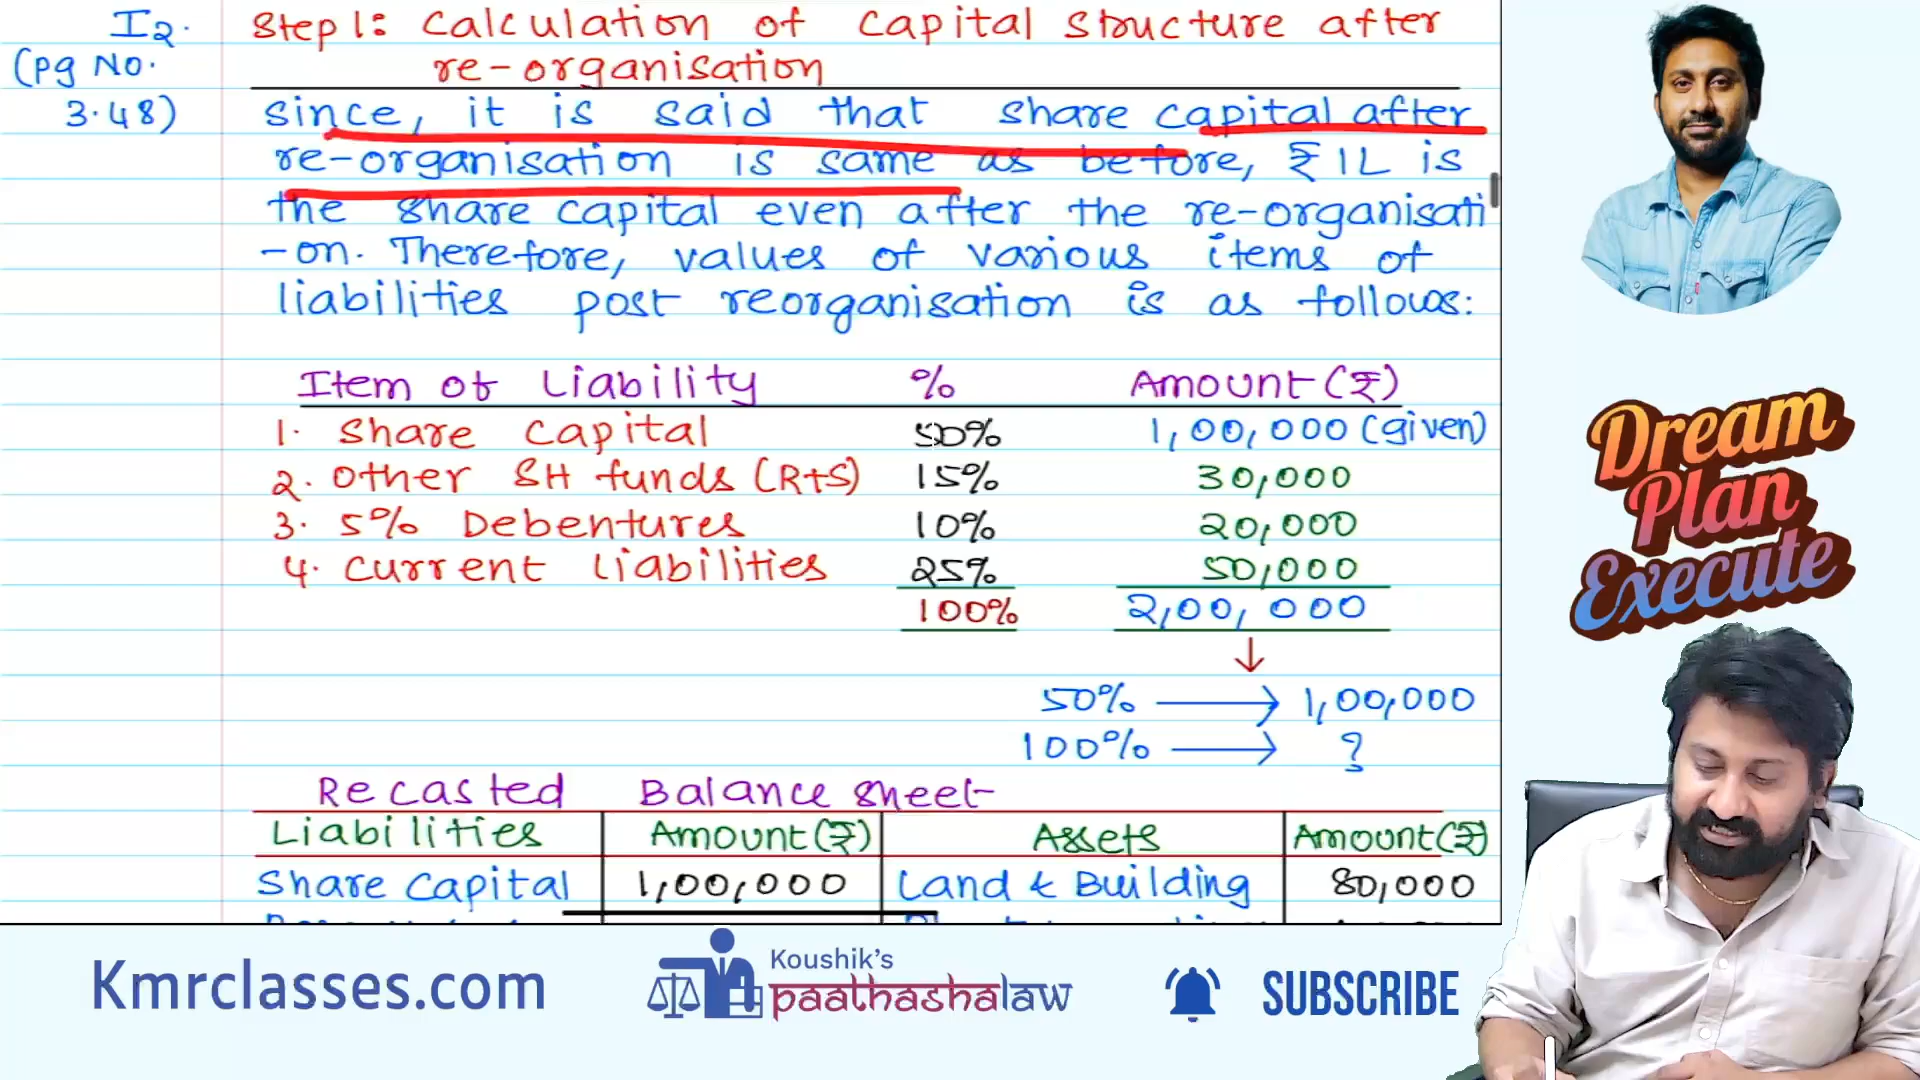 I2.
(Pg No.
3.48)
Step 1: Calculation of Capital Structure after
re-organisation
Since, it is said that share capital after
re-organisation is same as before, ₹1L is
the share capital even after the re-organisati
-on. Therefore, values of various items of
liabilities post reorganisation is as follows:
Item of Liability % Amount (₹)
1. Share Capital 50% 1,00,000 (given)
2. Other SH funds (R+S) 15% 30,000
3. 5% Debentures 10% 20,000
4. Current Liabilities 25% 50,000
100% 2,00,000
↓
50% → 1,00,000
100% → ?
Recasted Balance Sheet
Liabilities Amount (₹) Assets Amount (₹)
Share Capital 1,00,000 Land & Building 80,000
Dream
Plan
Execute
Kmrclasses.com
Koushik's
paathashalaw
SUBSCRIBE